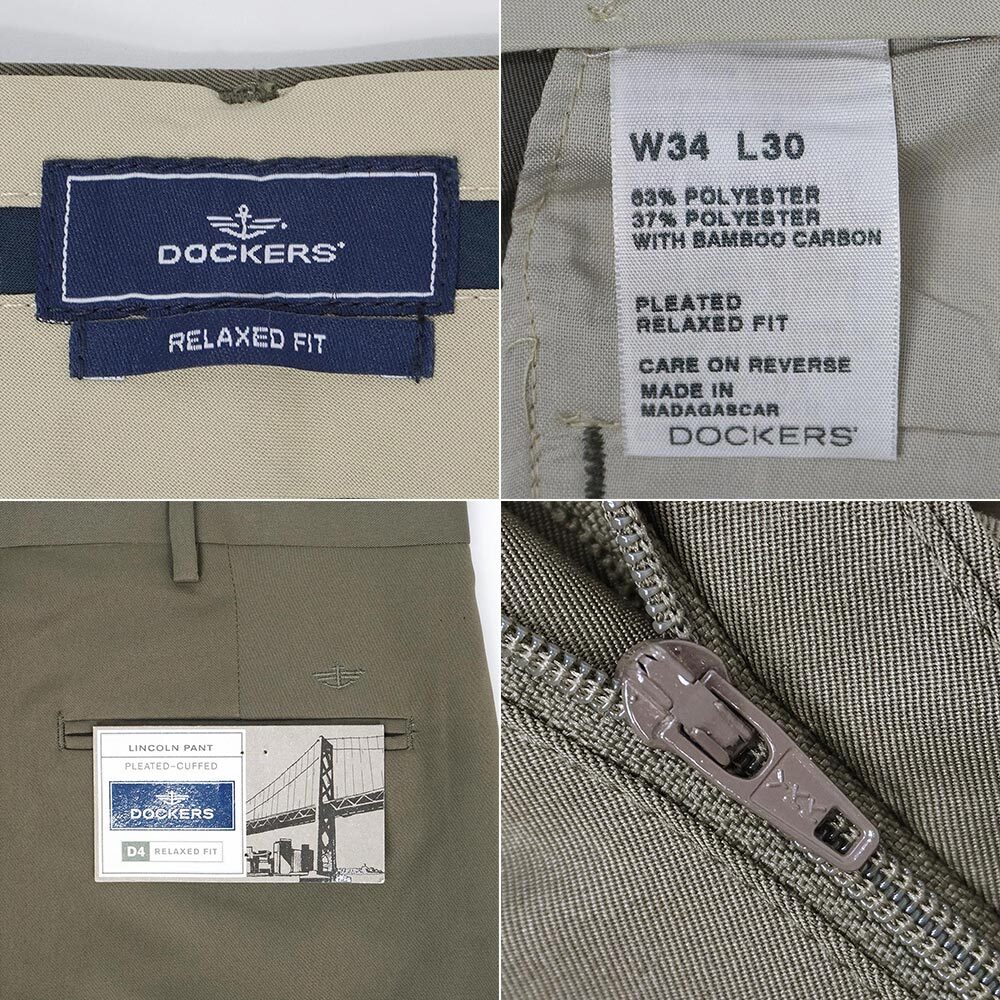 DOCKERS
RELAXED FIT
W34 L30
63% POLYESTER
37% POLYESTER
WITH BAMBOO CARBON
PLEATED
RELAXED FIT
CARE ON REVERSE
MADE IN
MADAGASCAR
DOCKERS
LINCOLN PANT
PLEATED-CUFFED
DOCKERS
D4 RELAXED FIT
YKK